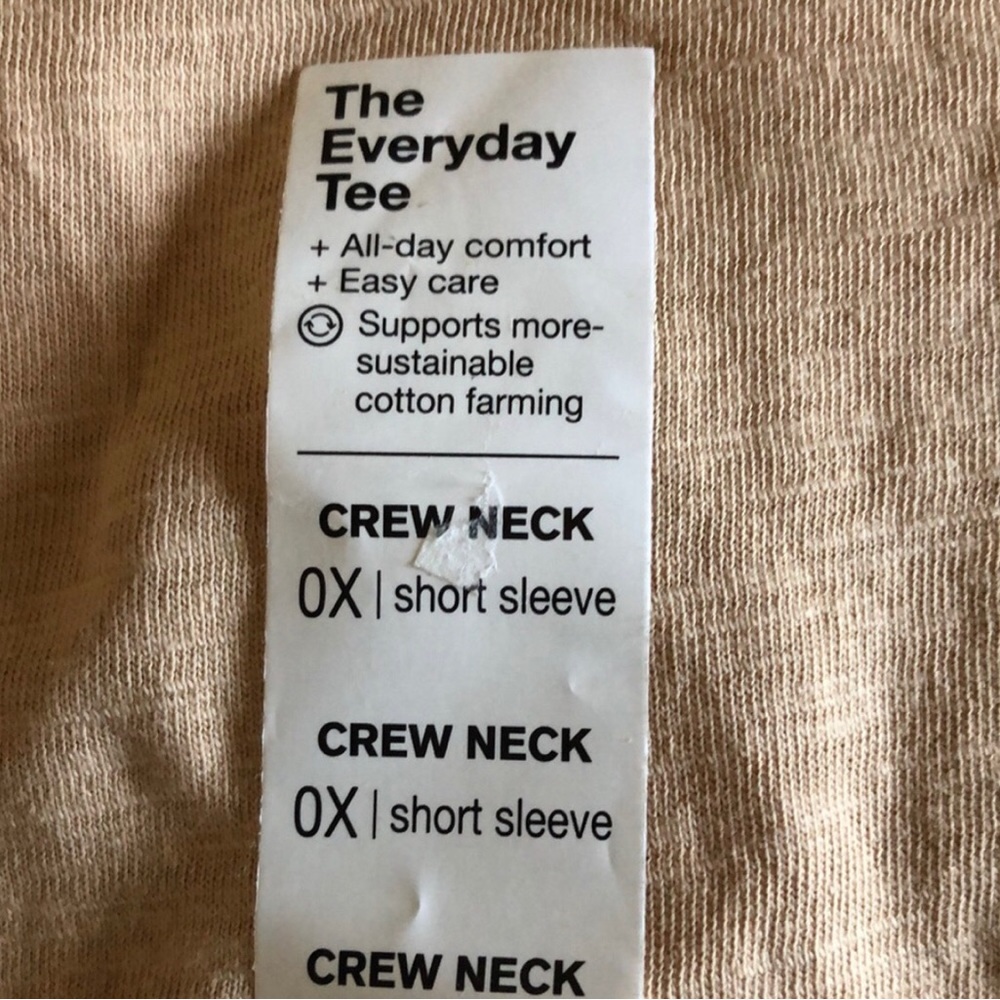 The
Everyday
Tee
+ All-day comfort
+ Easy care
Supports more-
sustainable
cotton farming
CREW NECK
0X | short sleeve
CREW NECK
0X | short sleeve
CREW NECK